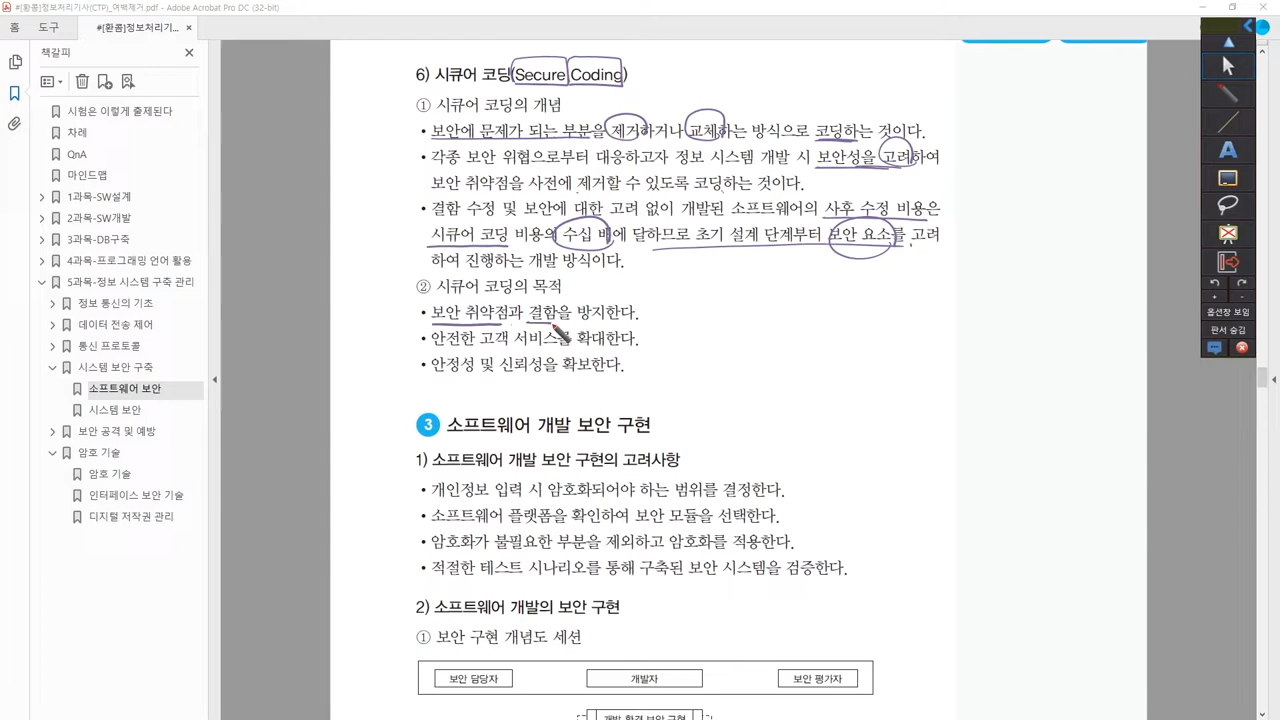 #[환콤]정보처리기사(CTP)_여백제거.pdf - Adobe Acrobat Pro DC (32-bit)
홈 도구 #[환콤]정보처리기... ×
책갈피 ×
시험은 이렇게 출제된다
차례
QnA
마인드맵
1과목-SW설계
2과목-SW개발
3과목-DB구축
4과목-프로그래밍 언어 활용
5과목-정보 시스템 구축 관리
정보 통신의 기초
데이터 전송 제어
통신 프로토콜
시스템 보안 구축
소프트웨어 보안
시스템 보안
보안 공격 및 예방
암호 기술
암호 기술
인터페이스 보안 기술
디지털 저작권 관리
6) 시큐어 코딩(Secure Coding)
① 시큐어 코딩의 개념
• 보안에 문제가 되는 부분을 제거하거나 교체하는 방식으로 코딩하는 것이다.
• 각종 보안 위협으로부터 대응하고자 정보 시스템 개발 시 보안성을 고려하여
보안 취약점을 사전에 제거할 수 있도록 코딩하는 것이다.
• 결함 수정 및 보안에 대한 고려 없이 개발된 소프트웨어의 사후 수정 비용은
시큐어 코딩 비용의 수십 배에 달하므로 초기 설계 단계부터 보안 요소를 고려
하여 진행하는 개발 방식이다.
② 시큐어 코딩의 목적
• 보안 취약점과 결함을 방지한다.
• 안전한 고객 서비스를 확대한다.
• 안정성 및 신뢰성을 확보한다.
3 소프트웨어 개발 보안 구현
1) 소프트웨어 개발 보안 구현의 고려사항
• 개인정보 입력 시 암호화되어야 하는 범위를 결정한다.
• 소프트웨어 플랫폼을 확인하여 보안 모듈을 선택한다.
• 암호화가 불필요한 부분을 제외하고 암호화를 적용한다.
• 적절한 테스트 시나리오를 통해 구축된 보안 시스템을 검증한다.
2) 소프트웨어 개발의 보안 구현
① 보안 구현 개념도 세션
보안 담당자 개발자 보안 평가자
개발 환경 보안 구현
A
옵션창 보임
판서 숨김